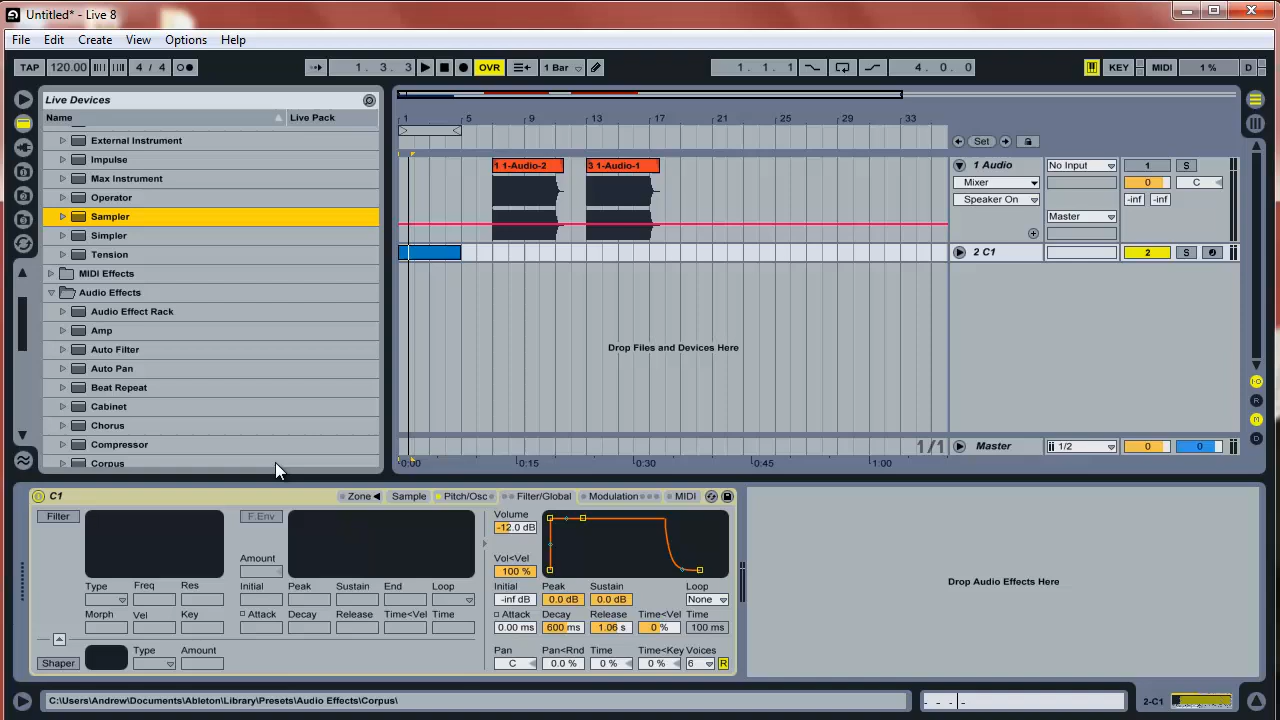 Untitled* - Live 8
File Edit Create View Options Help
TAP 120.00 4 / 4 1. 3. 3 OVR 1 Bar 1. 1. 1 4. 0. 0 KEY MIDI 1 % D
Live Devices
Name Live Pack
External Instrument
Impulse
Max Instrument
Operator
Sampler
Simpler
Tension
MIDI Effects
Audio Effects
Audio Effect Rack
Amp
Auto Filter
Auto Pan
Beat Repeat
Cabinet
Chorus
Compressor
Corpus
1 5 9 13 17 21 25 29 33
Set
1 1-Audio-2 3 1-Audio-1
1 Audio No Input 1 S
Mixer 0 C
Speaker On -inf -inf
Master
2 C1 2 S
Drop Files and Devices Here
1/1 Master 1/2 0 0
0:00 0:15 0:30 0:45 1:00
I·O
R
M
D
C1 Zone Sample Pitch/Osc Filter/Global Modulation MIDI
Filter F.Env Volume
-12.0 dB
Amount Vol<Vel
100 %
Type Freq Res Initial Peak Sustain End Loop Initial Peak Sustain Loop
-inf dB 0.0 dB 0.0 dB None
Morph Vel Key Attack Decay Release Time<Vel Time Attack Decay Release Time<Vel Time
0.00 ms 600 ms 1.06 s 0 % 100 ms
Shaper Type Amount Pan Pan<Rnd Time Time<Key Voices
C 0.0 % 0 % 0 % 6 R
Drop Audio Effects Here
C:\Users\Andrew\Documents\Ableton\Library\Presets\Audio Effects\Corpus\
2-C1